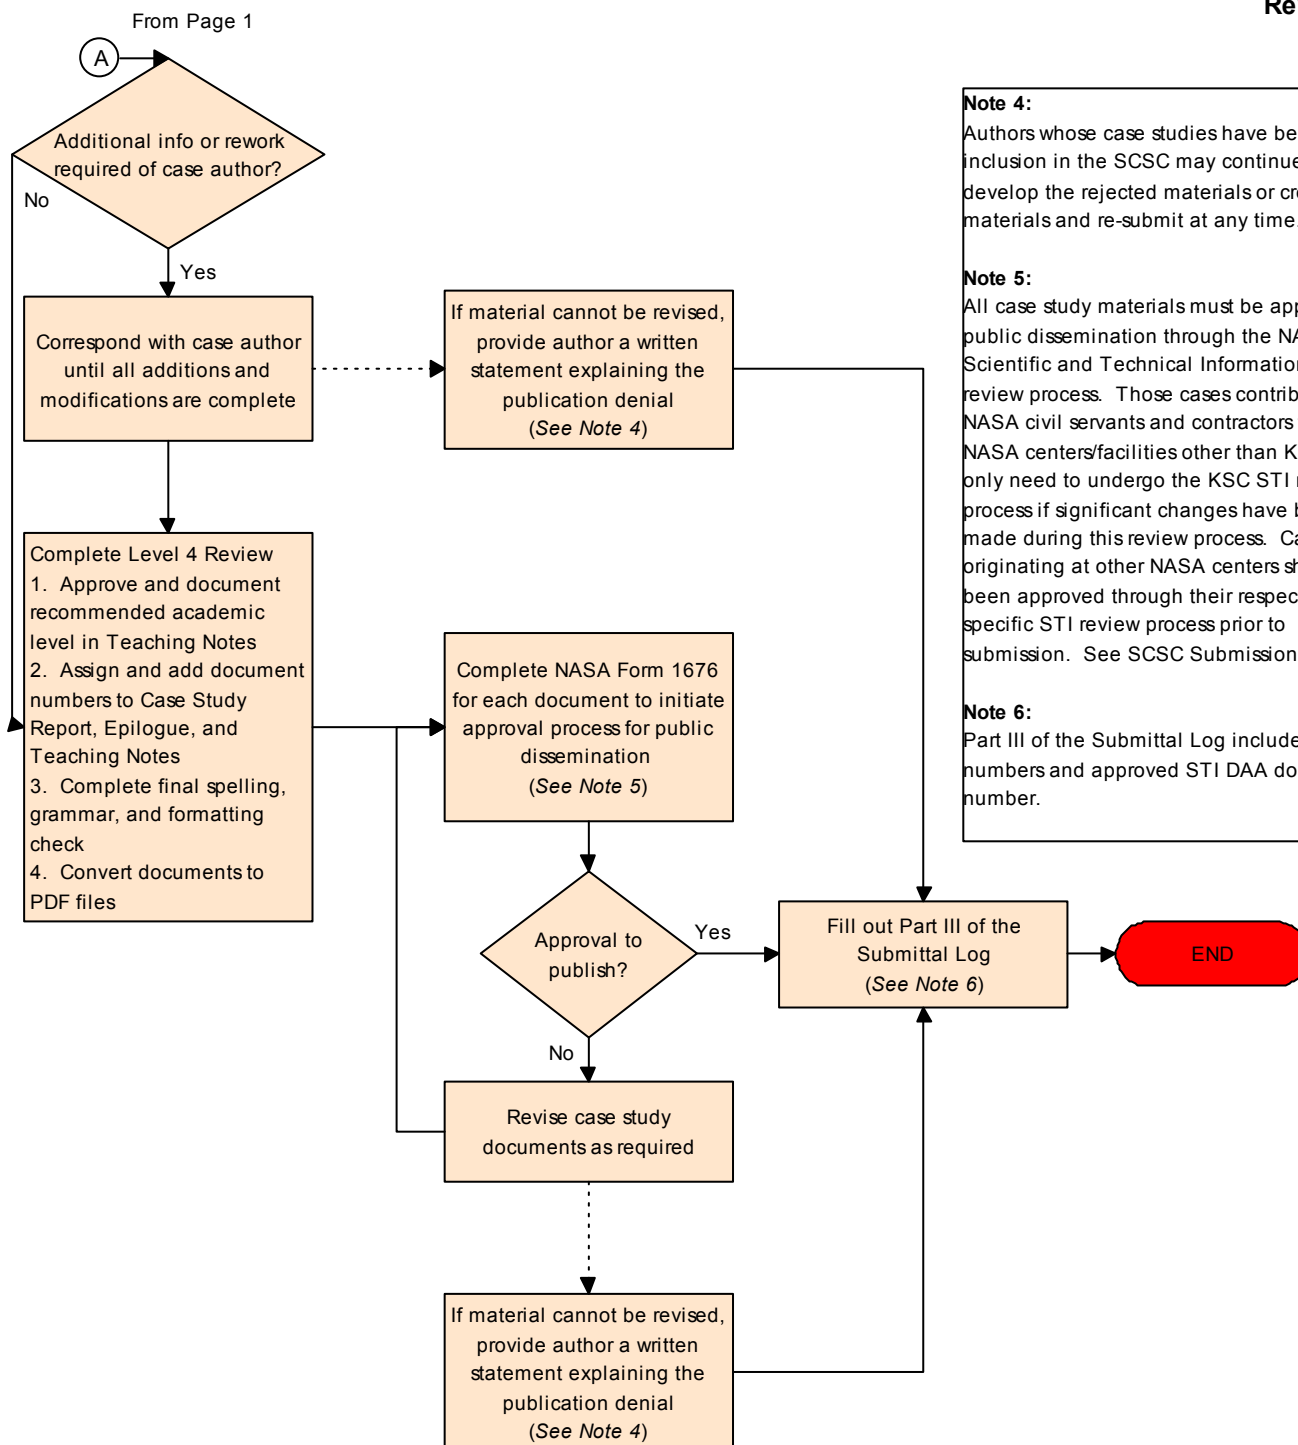 From Page 1
Re
A
Additional info or rework
required of case author?
No
Yes
Correspond with case author
until all additions and
modifications are complete
If material cannot be revised,
provide author a written
statement explaining the
publication denial
(See Note 4)
Complete Level 4 Review
1. Approve and document
recommended academic
level in Teaching Notes
2. Assign and add document
numbers to Case Study
Report, Epilogue, and
Teaching Notes
3. Complete final spelling,
grammar, and formatting
check
4. Convert documents to
PDF files
Complete NASA Form 1676
for each document to initiate
approval process for public
dissemination
(See Note 5)
Approval to
publish?
Yes
No
Fill out Part III of the
Submittal Log
(See Note 6)
END
Revise case study
documents as required
If material cannot be revised,
provide author a written
statement explaining the
publication denial
(See Note 4)
Note 4:
Authors whose case studies have be
inclusion in the SCSC may continue
develop the rejected materials or cr
materials and re-submit at any time.
Note 5:
All case study materials must be app
public dissemination through the NA
Scientific and Technical Information
review process. Those cases contrib
NASA civil servants and contractors
NASA centers/facilities other than K
only need to undergo the KSC STI r
process if significant changes have b
made during this review process. Ca
originating at other NASA centers sh
been approved through their respec
specific STI review process prior to
submission. See SCSC Submission
Note 6:
Part III of the Submittal Log include
numbers and approved STI DAA do
number.